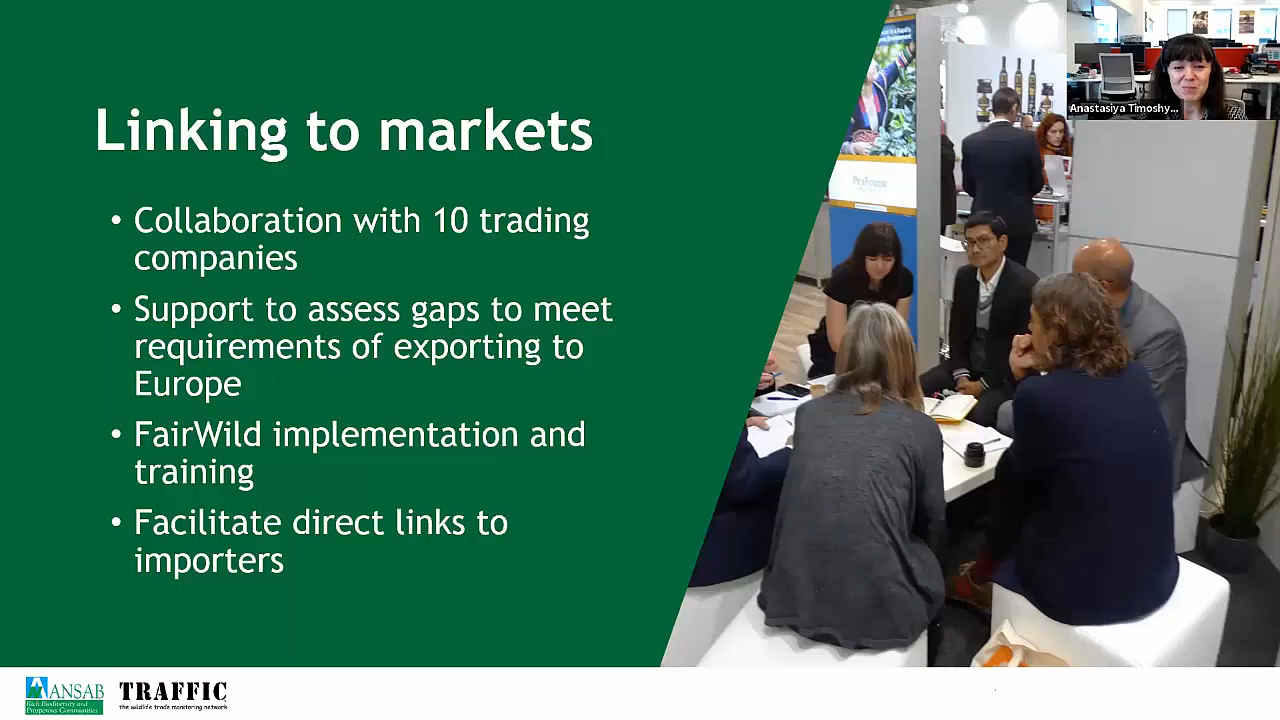 Linking to markets
• Collaboration with 10 trading
companies
• Support to assess gaps to meet
requirements of exporting to
Europe
• FairWild implementation and
training
• Facilitate direct links to
importers
Anastasiya Timoshy...
ANSAB
Rich Biodiversity and
Prosperous Communities
TRAFFIC
the wildlife trade monitoring network